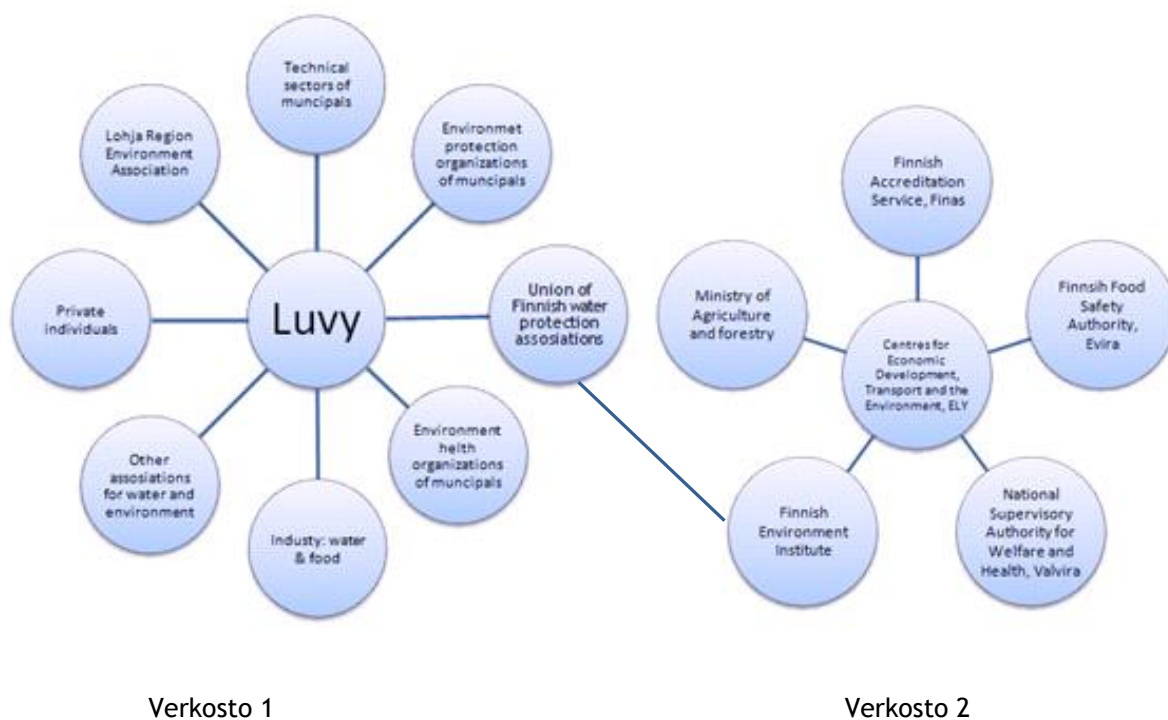 Technical
sectors of
muncipals
Lohja Region
Environment
Association
Environmet
protection
organizations
of muncipals
Private
individuals
Luvy
Union of
Finnish water
protection
assosiations
Other
assosiations
for water and
environment
Industy: water
& food
Environment
helth
organizations
of muncipals
Finnish
Accreditation
Service, Finas
Ministry of
Agriculture
and forestry
Finnsih Food
Safety
Authority,
Evira
Centres for
Economic
Development,
Transport and the
Environment, ELY
Finnish
Environment
Institute
National
Supervisory
Authority for
Welfare and
Health, Valvira
Verkosto 1
Verkosto 2